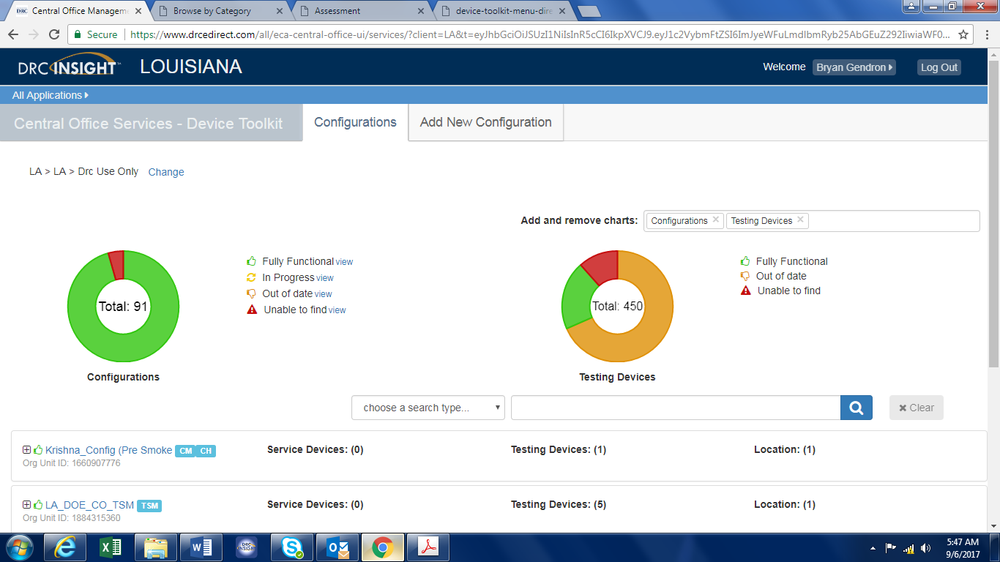 Central Office Manageme
Browse by Category
Assessment
device-toolkit-menu-dire
Secure
https://www.drcedirect.com/all/eca-central-office-ui/services/?client=LA&t=eyJhbGciOiJSUzI1NiIsInR5cCI6IkpXVCJ9.eyJ1c2VybmFtZSI6ImJyeWFuLmdlbmRyb25AbGEuZ292IiwiaWF0...
DRC INSIGHT™ LOUISIANA
Welcome Bryan Gendron
Log Out
All Applications
Central Office Services - Device Toolkit
Configurations
Add New Configuration
LA > LA > Drc Use Only Change
Add and remove charts: Configurations × Testing Devices ×
Total: 91
Configurations
Fully Functional view
In Progress view
Out of date view
Unable to find view
Total: 450
Testing Devices
Fully Functional
Out of date
Unable to find
choose a search type...
Clear
Krishna_Config (Pre Smoke CM CH
Org Unit ID: 1660907776
Service Devices: (0)
Testing Devices: (1)
Location: (1)
LA_DOE_CO_TSM TSM
Org Unit ID: 1884315360
Service Devices: (0)
Testing Devices: (5)
Location: (1)
DRC INSIGHT
5:47 AM
9/6/2017